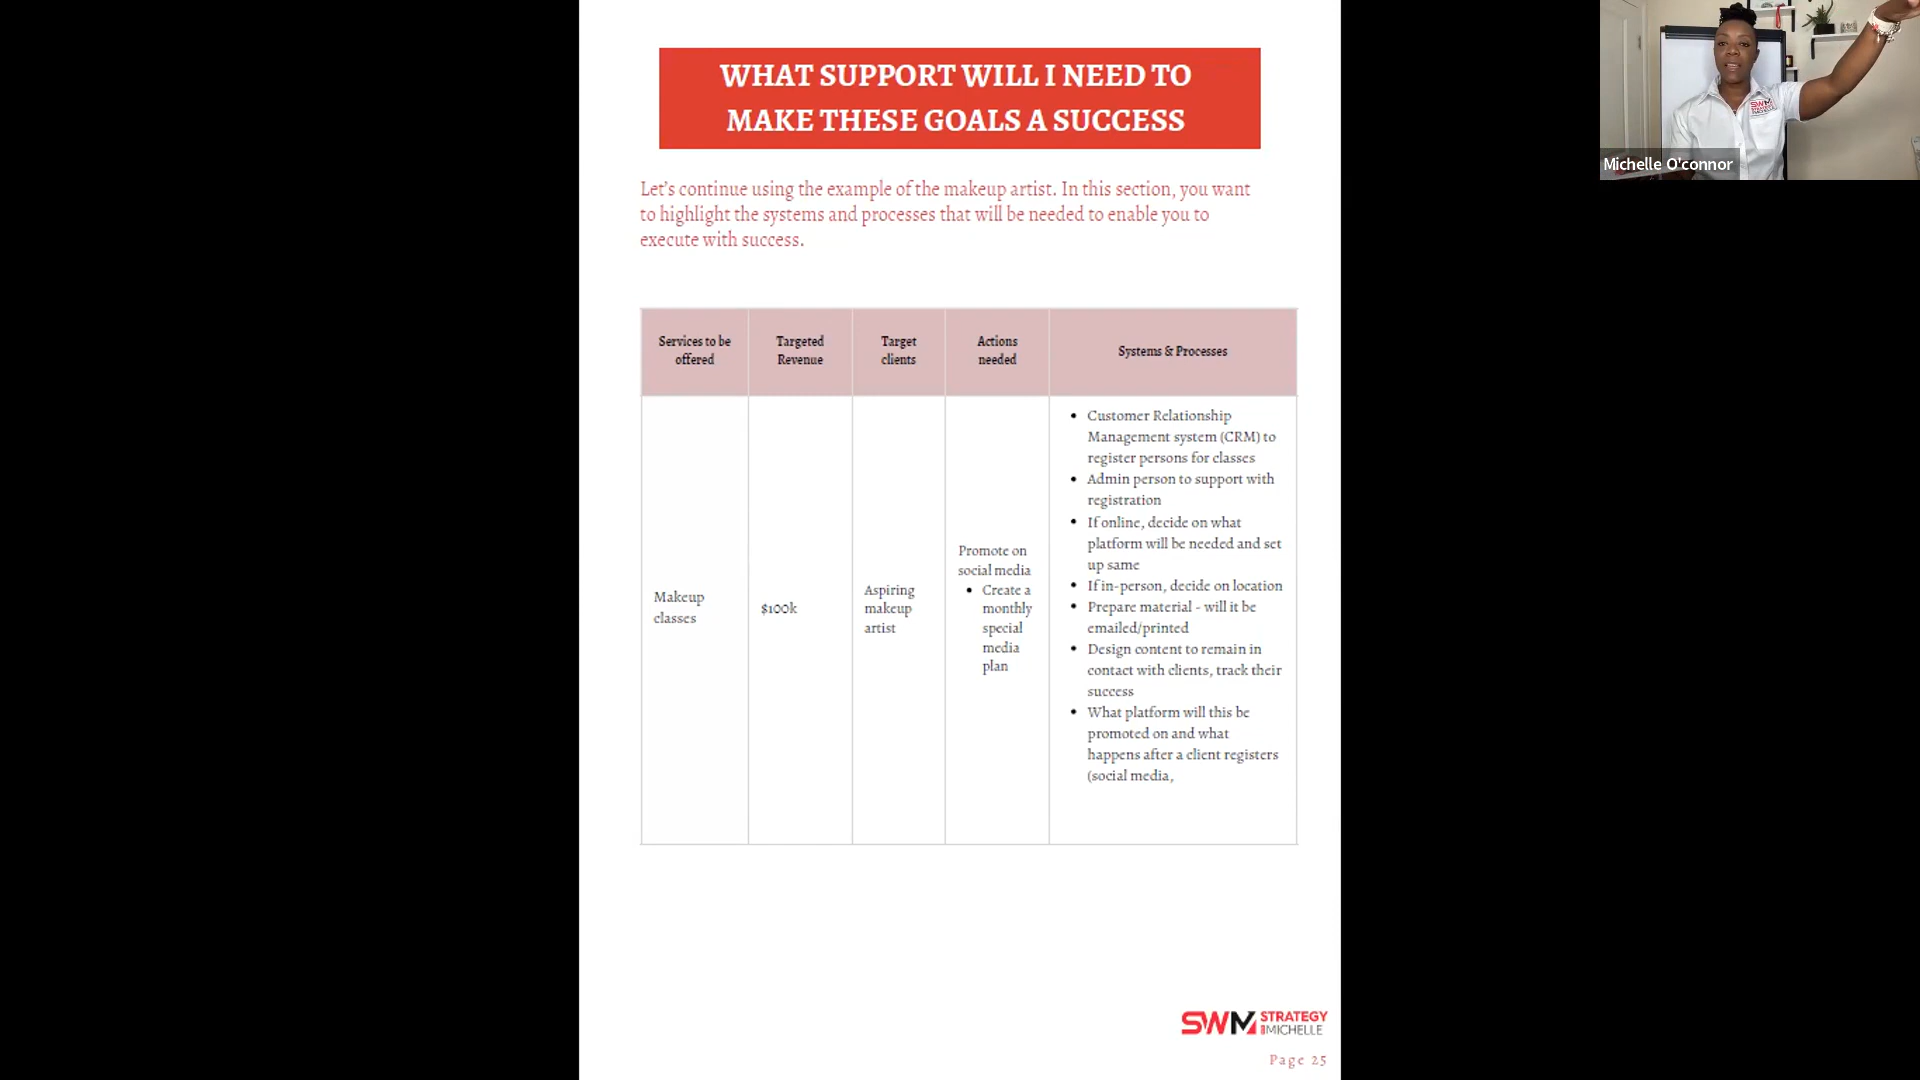 WHAT SUPPORT WILL I NEED TO
MAKE THESE GOALS A SUCCESS
Michelle O'connor
Let's continue using the example of the makeup artist. In this section, you want
to highlight the systems and processes that will be needed to enable you to
execute with success.
Services to be
offered
Targeted
Revenue
Target
clients
Actions
needed
Systems & Processes
Makeup
classes
$100k
Aspiring
makeup
artist
Promote on
social media
• Create a
monthly
special
media
plan
• Customer Relationship
Management system (CRM) to
register persons for classes
• Admin person to support with
registration
• If online, decide on what
platform will be needed and set
up same
• If in-person, decide on location
• Prepare material - will it be
emailed/printed
• Design content to remain in
contact with clients, track their
success
• What platform will this be
promoted on and what
happens after a client registers
(social media,
SWM STRATEGY
MICHELLE
Page 25
SWM